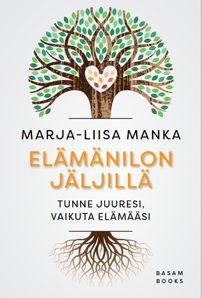 MARJA-LIISA MANKA
ELÄMÄNILON
JÄLJILLÄ
TUNNE JUURESI,
VAIKUTA ELÄMÄÄSI
BASAM
BOOKS